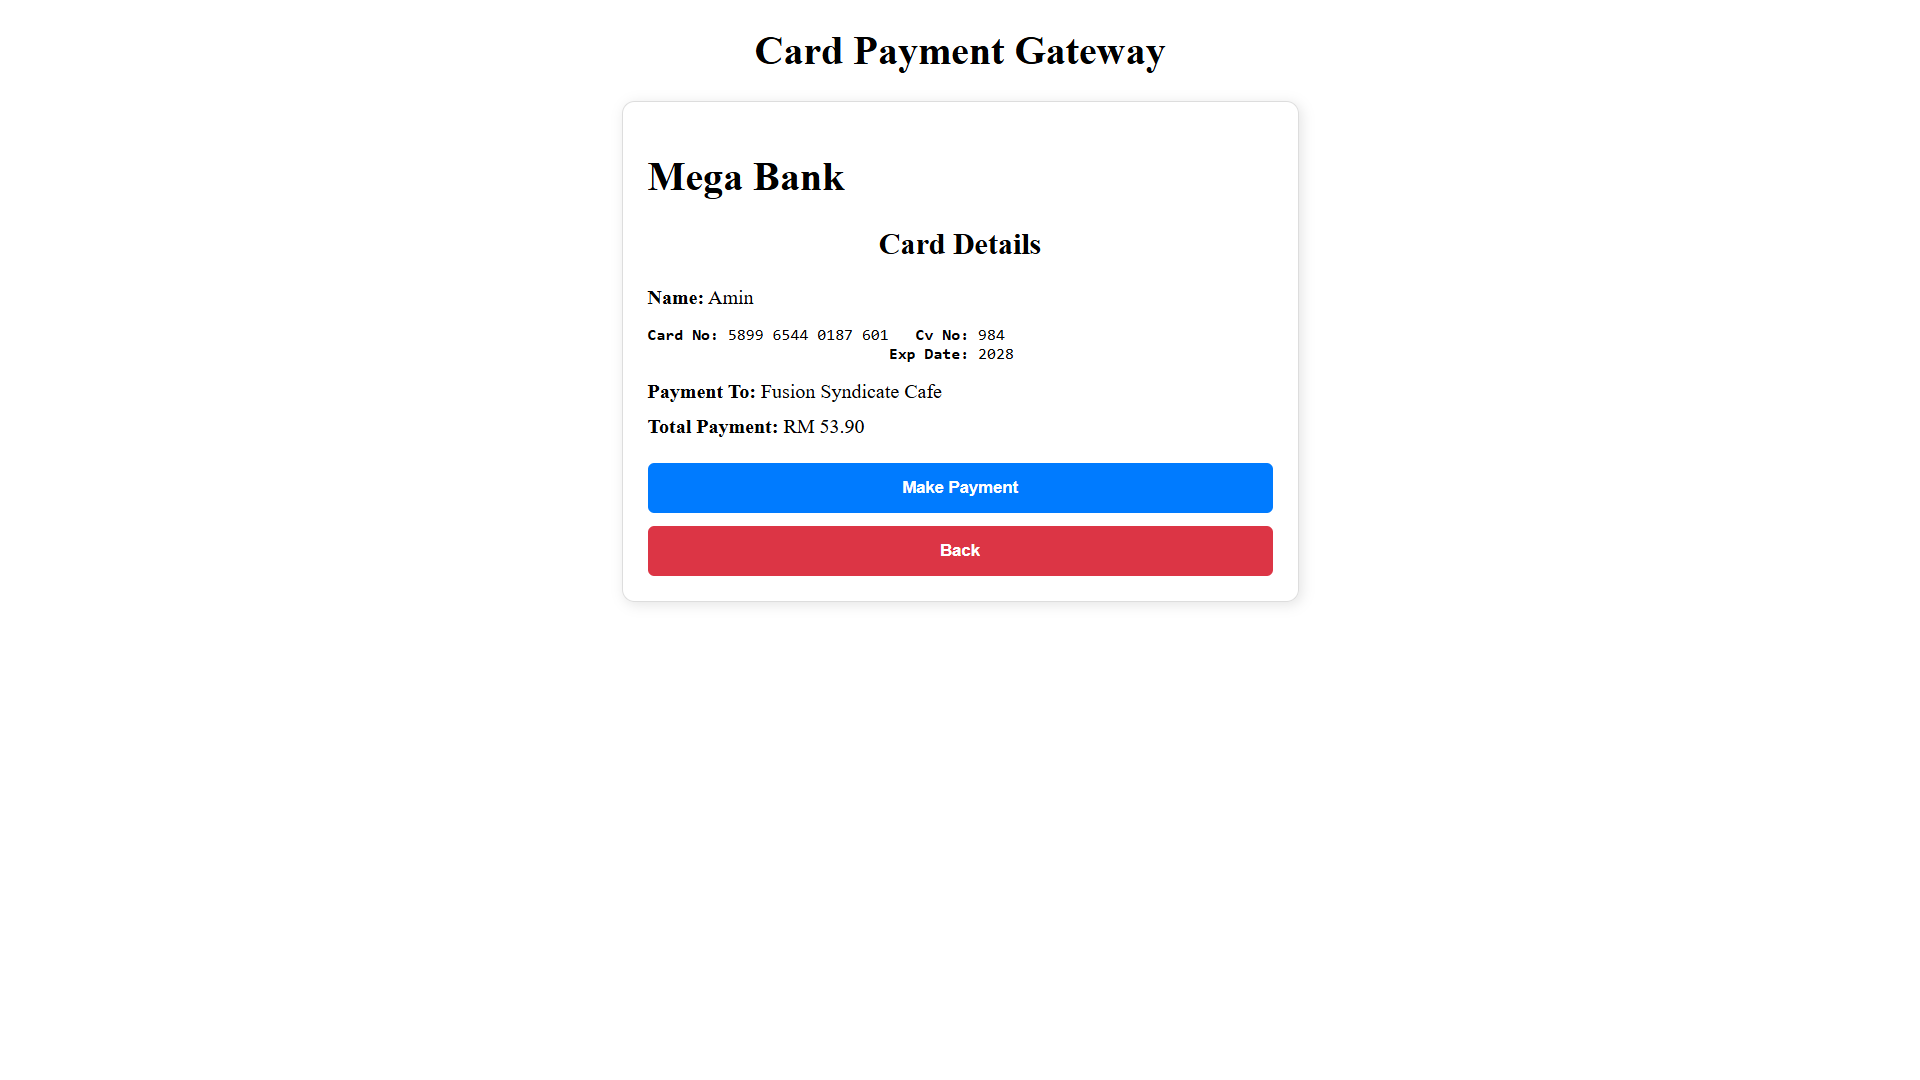 Card Payment Gateway
Mega Bank
Card Details
Name: Amin
Card No: 5899 6544 0187 601   Cv No: 984
Exp Date: 2028
Payment To: Fusion Syndicate Cafe
Total Payment: RM 53.90
Make Payment
Back